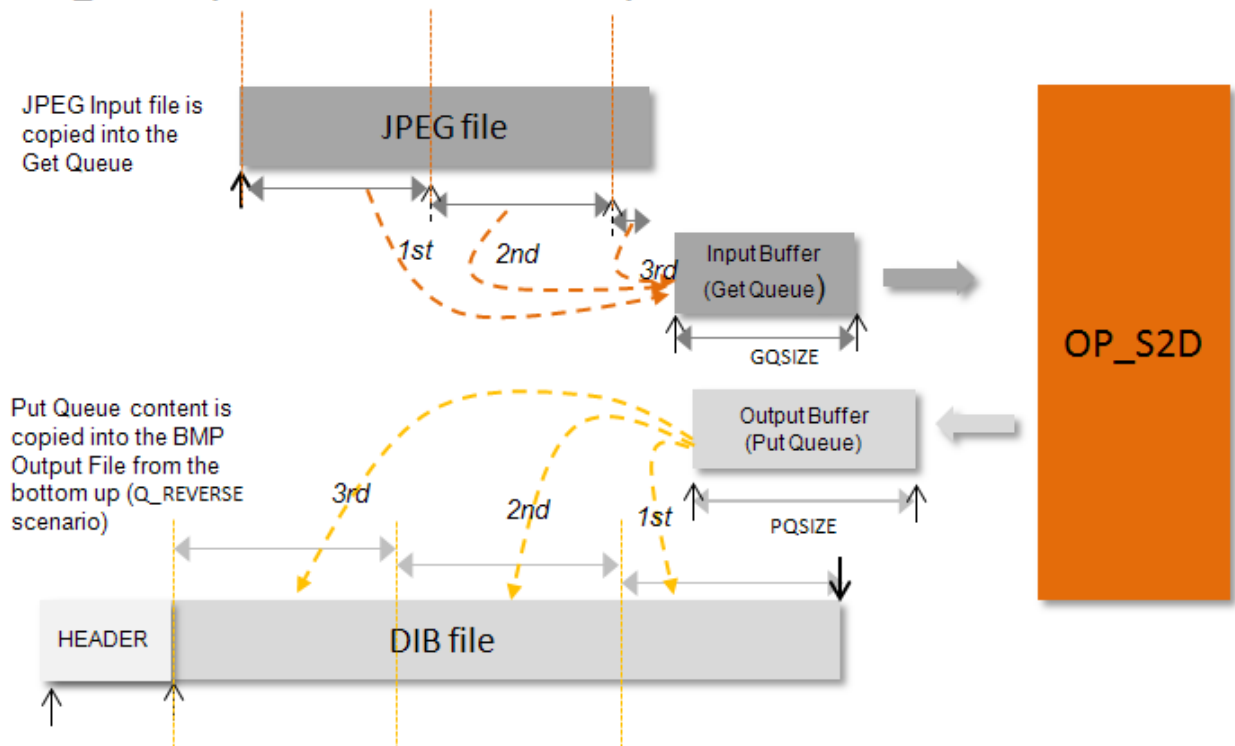 JPEG Input file is
copied into the
Get Queue
JPEG file
1st
2nd
3rd
Input Buffer
(Get Queue)
GQSIZE
OP_S2D
Put Queue content is
copied into the BMP
Output File from the
bottom up (Q_REVERSE
scenario)
Output Buffer
(Put Queue)
PQSIZE
3rd
2nd
1st
HEADER
DIB file